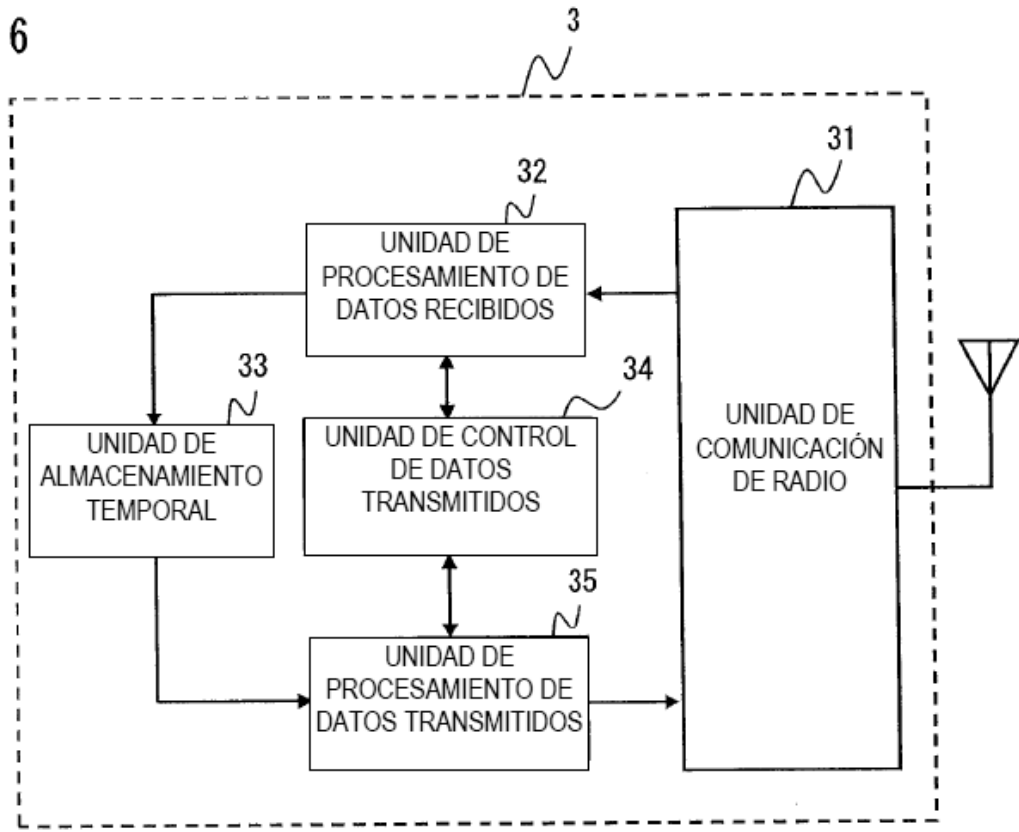 6
3
31
32
UNIDAD DE
PROCESAMIENTO DE
DATOS RECIBIDOS
33
UNIDAD DE
ALMACENAMIENTO
TEMPORAL
34
UNIDAD DE CONTROL
DE DATOS
TRANSMITIDOS
UNIDAD DE
COMUNICACIÓN
DE RADIO
35
UNIDAD DE
PROCESAMIENTO DE
DATOS TRANSMITIDOS